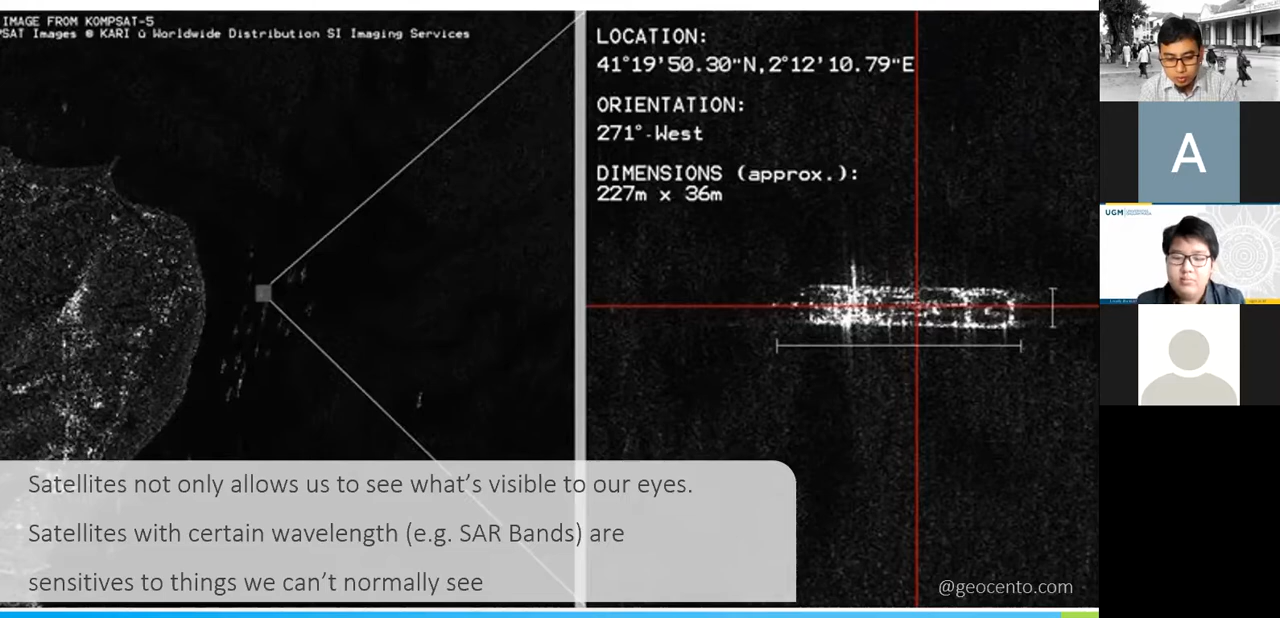 IMAGE FROM KOMPSAT-5
PSAT Images © KARI & Worldwide Distribution SI Imaging Services
LOCATION:
41°19'50.30"N,2°12'10.79"E
ORIENTATION:
271°-West
DIMENSIONS (approx.):
227m x 36m
Satellites not only allows us to see what's visible to our eyes.
Satellites with certain wavelength (e.g. SAR Bands) are
sensitives to things we can't normally see
@geocento.com
A
UGM